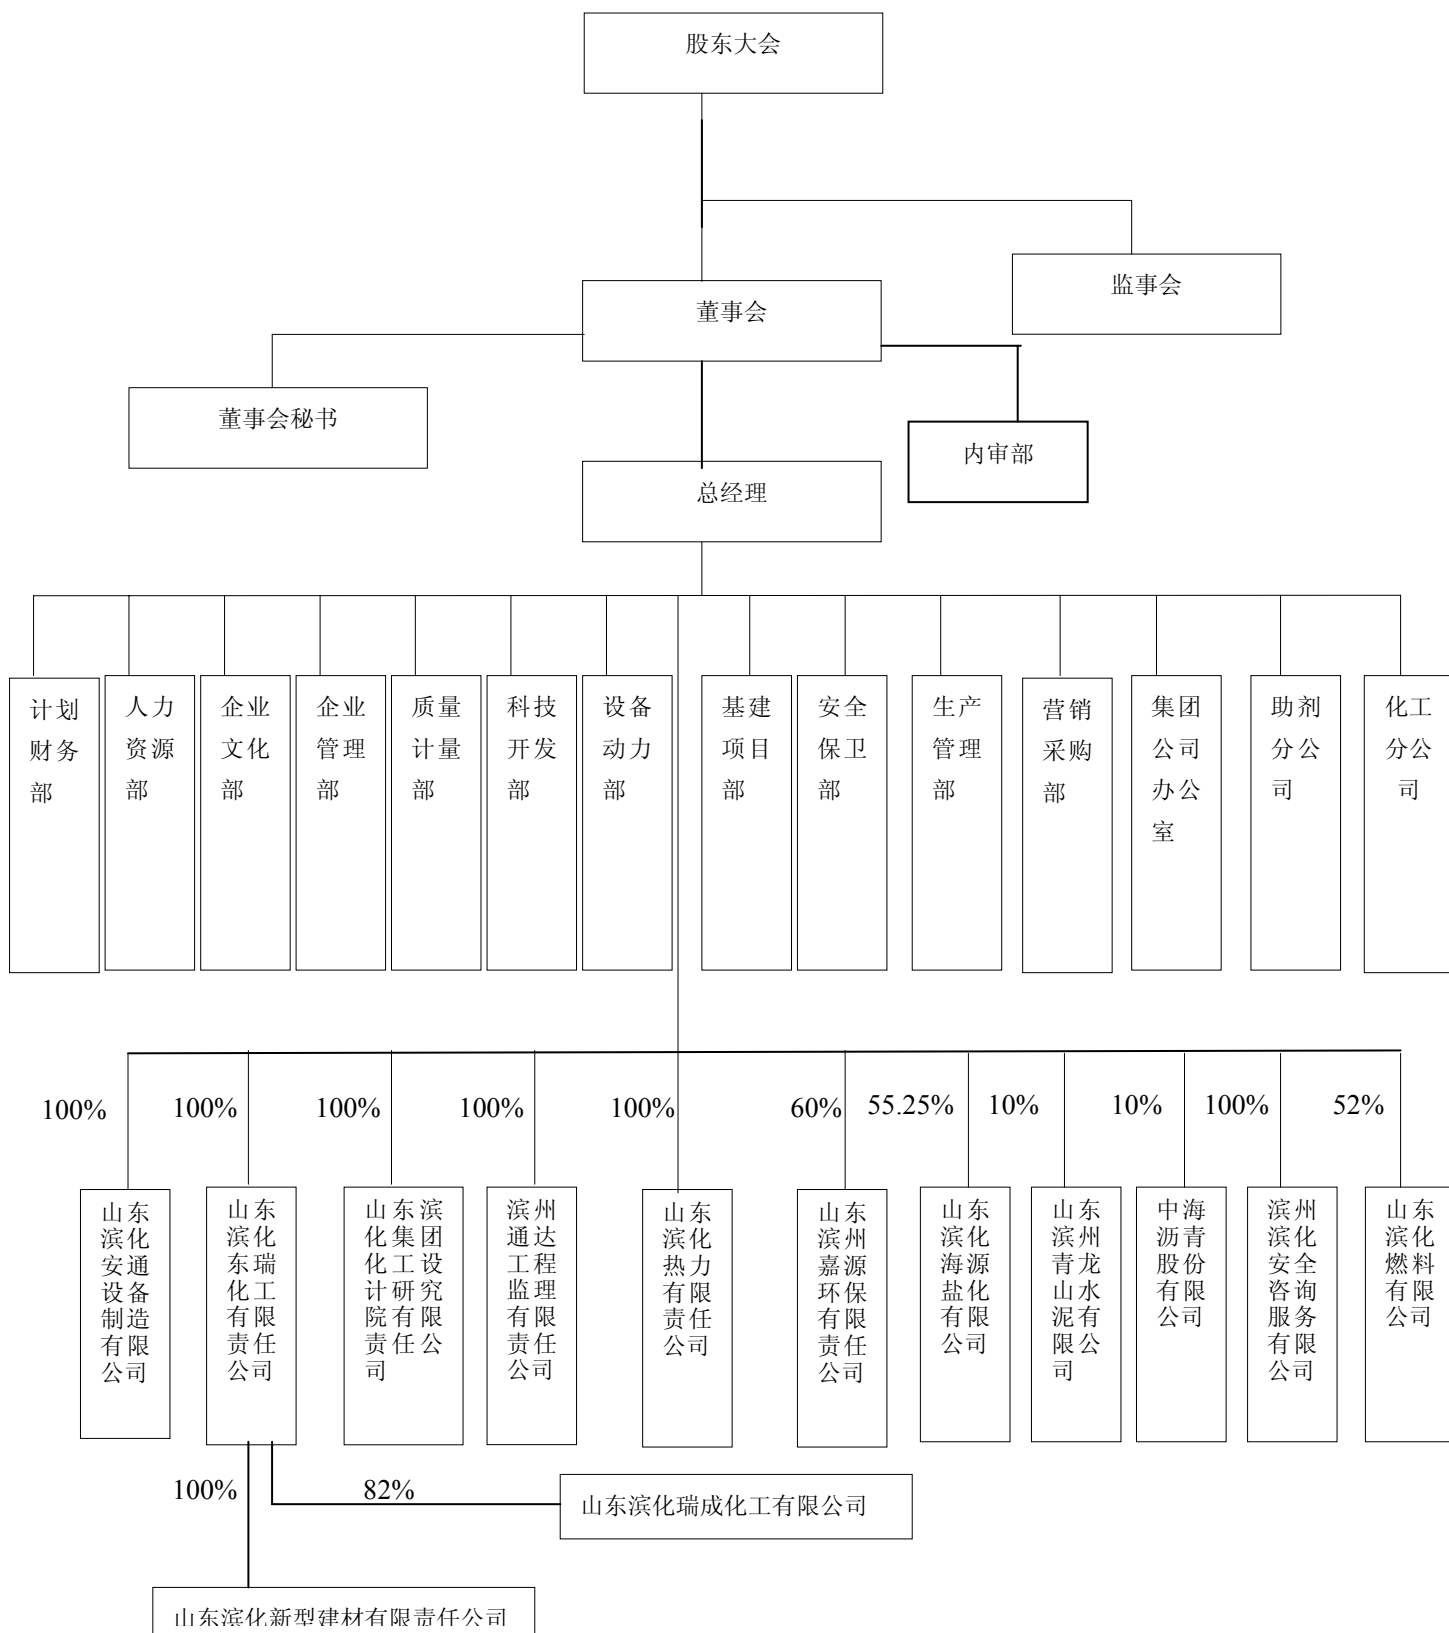 股东大会
监事会
董事会
董事会秘书
内审部
总经理
计划
财务
部
人力
资源
部
企业
文化
部
企业
管理
部
质量
计量
部
科技
开发
部
设备
动力
部
基建
项目
部
安全
保卫
部
生产
管理
部
营销
采购
部
集团
公司
办公
室
助剂
分公
司
化工
分公
司
100%
100%
100%
100%
100%
60%
55.25%
10%
10%
100%
52%
山东
滨化
安通
设备
制造
有限
公司
山东
滨化
东瑞
化工
有限
责任
公司
山东滨
化集团
化工设
计研究
院有限
责任公
司
滨州
通达
工程
监理
有限
责任
公司
山东
滨化
热力
有限
责任
公司
山东
滨州
嘉源
环保
有限
责任
公司
山东
滨化
海源
盐化
有限
公司
山东
滨州
青龙
山水
泥有
限公
司
中海
沥青
股份
有限
公司
滨州
滨化
安全
咨询
服务
有限
公司
山东
滨化
燃料
有限
公司
100%
82%
山东滨化瑞成化工有限公司
山东滨化新型建材有限责任公司